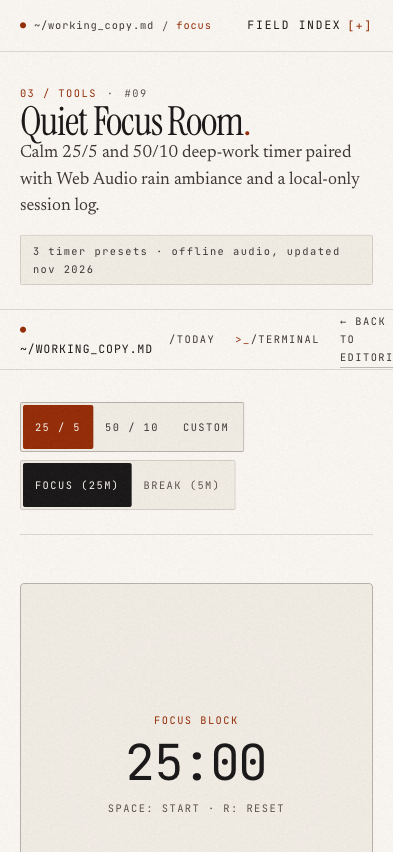 ~/working_copy.md / focus
FIELD INDEX [+]
03 / TOOLS · #09
Quiet Focus Room.
Calm 25/5 and 50/10 deep-work timer paired
with Web Audio rain ambiance and a local-only
session log.
3 timer presets · offline audio, updated
nov 2026
~/WORKING_COPY.MD
/TODAY
>_/TERMINAL
← BACK
TO
EDITORI
25 / 5
50 / 10
CUSTOM
FOCUS (25M)
BREAK (5M)
FOCUS BLOCK
25:00
SPACE: START · R: RESET